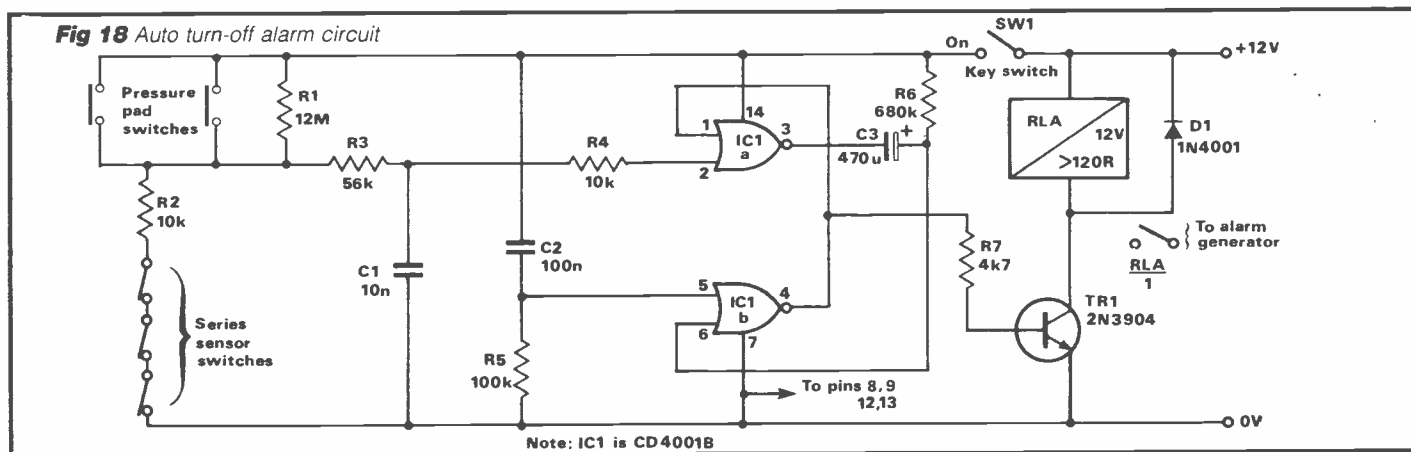 Fig 18 Auto turn-off alarm circuit
SW1
On
+12V
Key switch
Pressure
pad
switches
R1
12M
R6
680k
14
1
IC1
a
3
2
C3
+
470u
RLA
12V
>120R
D1
1N4001
R3
56k
R4
10k
R2
10k
To alarm
generator
RLA
1
C2
100n
R7
4k7
C1
10n
5
IC1
b
4
6
7
TR1
2N3904
Series
sensor
switches
R5
100k
To pins 8,9
12,13
0V
Note: IC1 is CD4001B